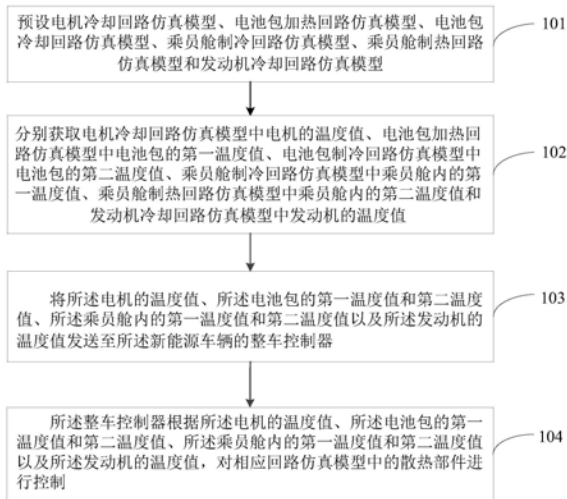 预设电机冷却回路仿真模型、电池包加热回路仿真模型、电池包
冷却回路仿真模型、乘员舱制冷回路仿真模型、乘员舱制热回路
仿真模型和发动机冷却回路仿真模型
101
分别获取电机冷却回路仿真模型中电机的温度值、电池包加热回
路仿真模型中电池包的第一温度值、电池包制冷回路仿真模型中
电池包的第二温度值、乘员舱制冷回路仿真模型中乘员舱内的第
一温度值、乘员舱制热回路仿真模型中乘员舱内的第二温度值和
发动机冷却回路仿真模型中发动机的温度值
102
将所述电机的温度值、所述电池包的第一温度值和第二温度
值、所述乘员舱内的第一温度值和第二温度值以及所述发动机的
温度值发送至所述新能源车辆的整车控制器
103
所述整车控制器根据所述电机的温度值、所述电池包的第一
温度值和第二温度值、所述乘员舱内的第一温度值和第二温度值
以及所述发动机的温度值，对相应回路仿真模型中的散热部件进
行控制
104